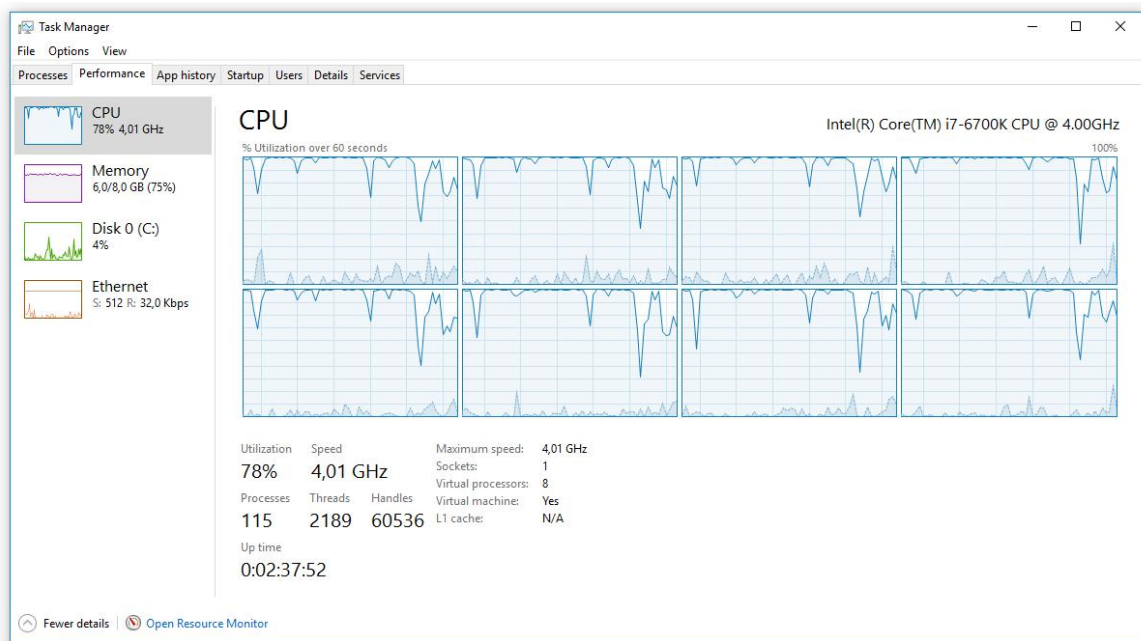 Task Manager
File Options View
Processes Performance App history Startup Users Details Services
CPU
78% 4,01 GHz
Memory
6,0/8,0 GB (75%)
Disk 0 (C:)
4%
Ethernet
S: 512 R: 32,0 Kbps
CPU
Intel(R) Core(TM) i7-6700K CPU @ 4.00GHz
% Utilization over 60 seconds 100%
Utilization Speed
78% 4,01 GHz
Processes Threads Handles
115 2189 60536
Up time
0:02:37:52
Maximum speed: 4,01 GHz
Sockets: 1
Virtual processors: 8
Virtual machine: Yes
L1 cache: N/A
Fewer details Open Resource Monitor